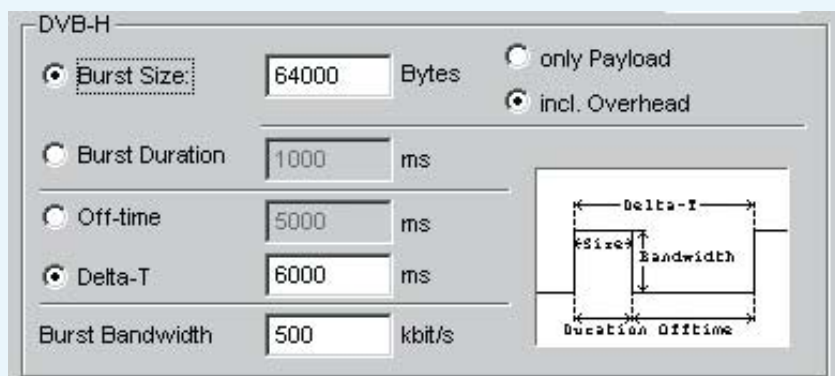 DVB-H
Burst Size: 64000 Bytes only Payload
incl. Overhead
Burst Duration 1000 ms
Off-time 5000 ms
Delta-T 6000 ms
Burst Bandwidth 500 kbit/s
Delta-T
Size
Bandwidth
Duration Offtime